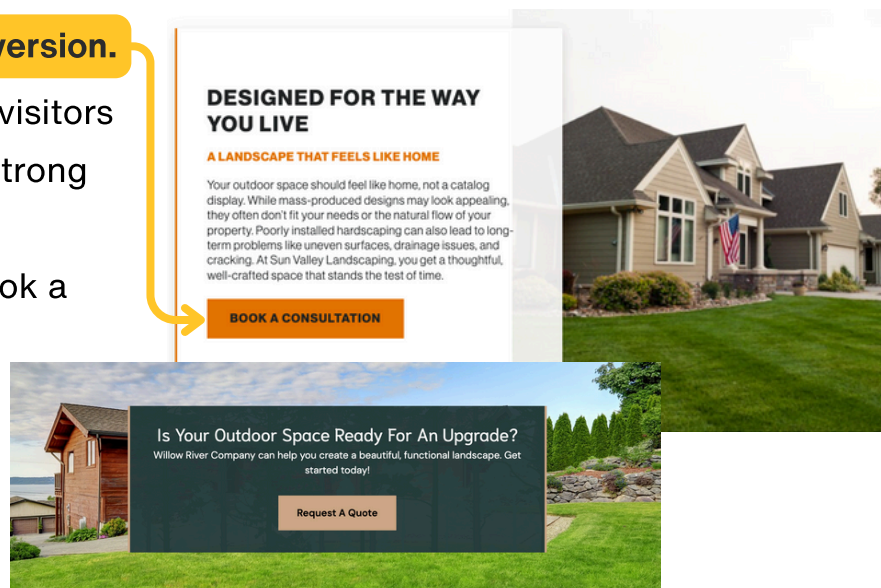 version.
visitors
trong
ok a
DESIGNED FOR THE WAY
YOU LIVE
A LANDSCAPE THAT FEELS LIKE HOME
Your outdoor space should feel like home, not a catalog
display. While mass-produced designs may look appealing,
they often don't fit your needs or the natural flow of your
property. Poorly installed hardscaping can also lead to long-
term problems like uneven surfaces, drainage issues, and
cracking. At Sun Valley Landscaping, you get a thoughtful,
well-crafted space that stands the test of time.
BOOK A CONSULTATION
Is Your Outdoor Space Ready For An Upgrade?
Willow River Company can help you create a beautiful, functional landscape. Get
started today!
Request A Quote